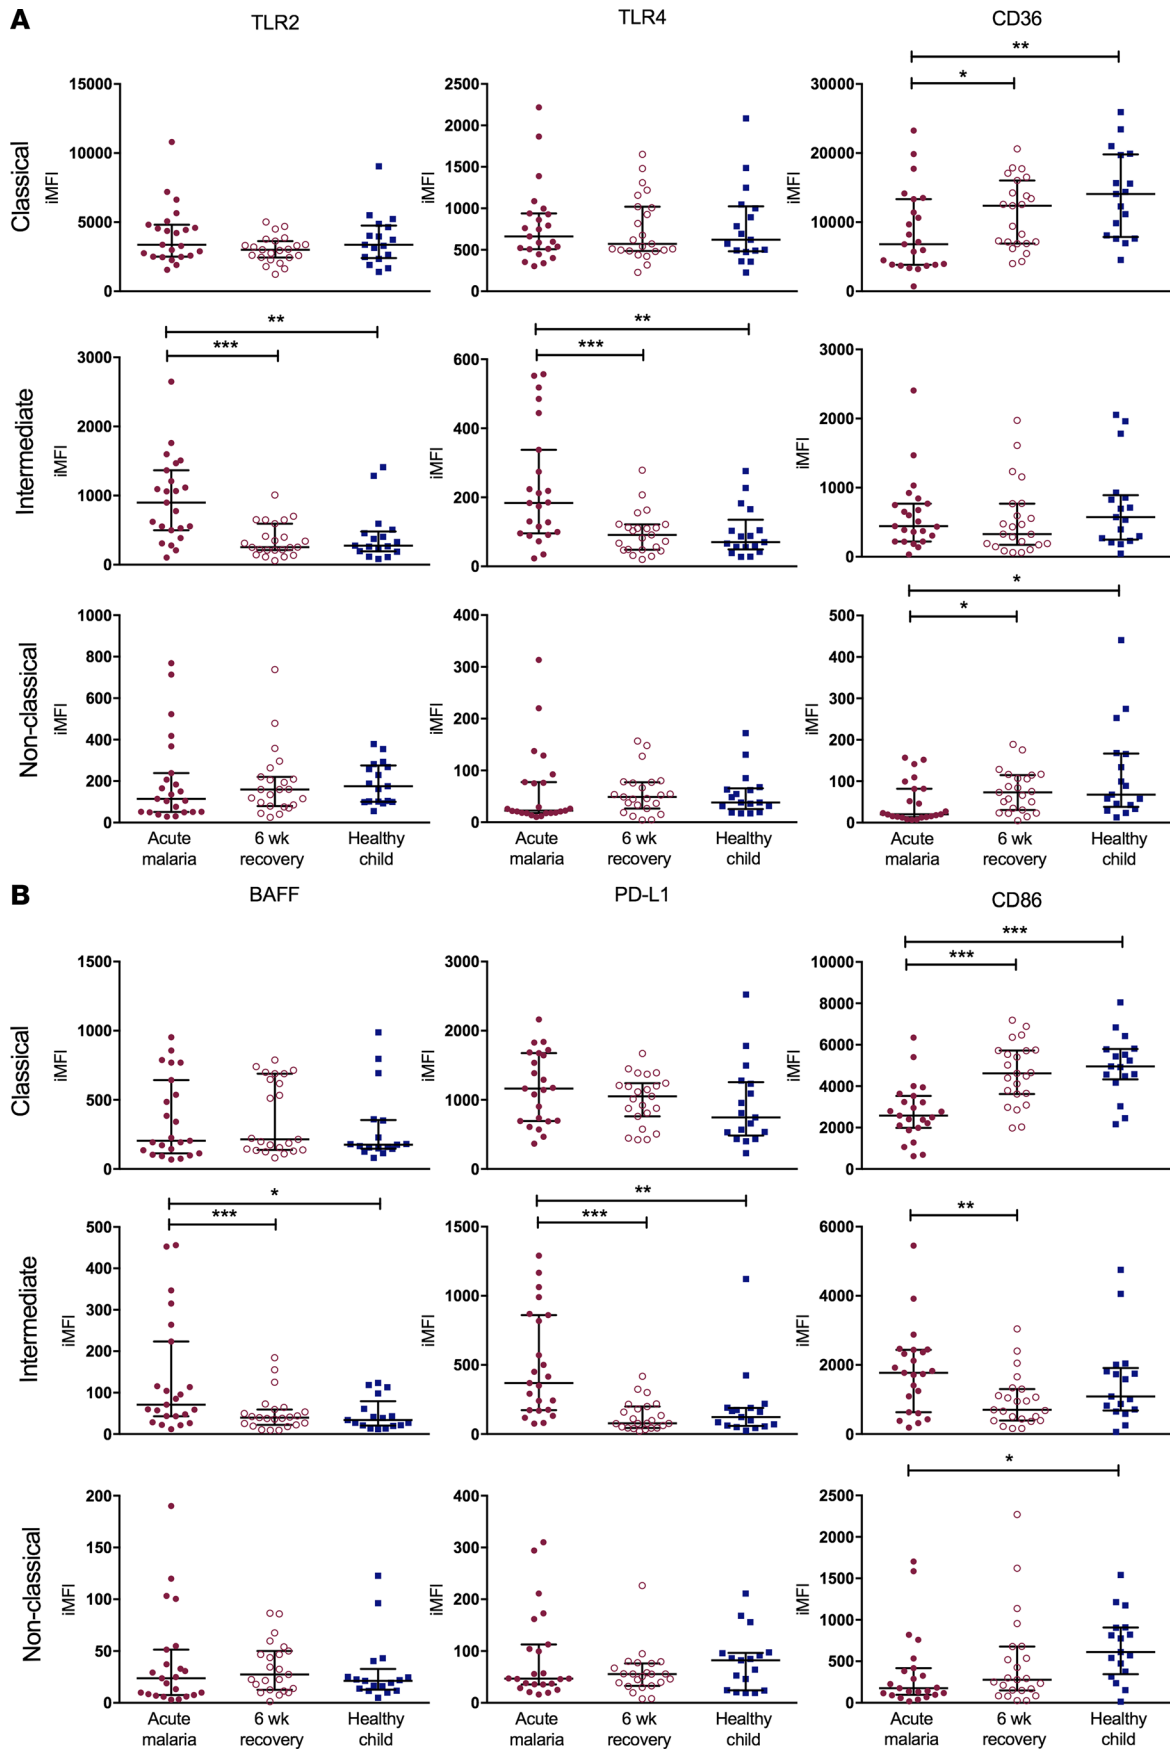 A
TLR2
TLR4
CD36
Classical
iMFI
15000
10000
5000
0
iMFI
2500
2000
1500
1000
500
0
iMFI
30000
20000
10000
0
**
*
Intermediate
iMFI
3000
2000
1000
0
**
***
iMFI
600
400
200
0
**
***
iMFI
3000
2000
1000
0
Non-classical
iMFI
1000
800
600
400
200
0
iMFI
400
300
200
100
0
iMFI
500
400
300
200
100
0
*
*
Acute malaria
6 wk recovery
Healthy child
Acute malaria
6 wk recovery
Healthy child
Acute malaria
6 wk recovery
Healthy child
B
BAFF
PD-L1
CD86
Classical
iMFI
1500
1000
500
0
iMFI
3000
2000
1000
0
iMFI
10000
8000
6000
4000
2000
0
***
***
Intermediate
iMFI
500
400
300
200
100
0
*
***
iMFI
1500
1000
500
0
**
***
iMFI
6000
4000
2000
0
**
Non-classical
iMFI
200
150
100
50
0
iMFI
400
300
200
100
0
iMFI
2500
2000
1500
1000
500
0
*
Acute malaria
6 wk recovery
Healthy child
Acute malaria
6 wk recovery
Healthy child
Acute malaria
6 wk recovery
Healthy child